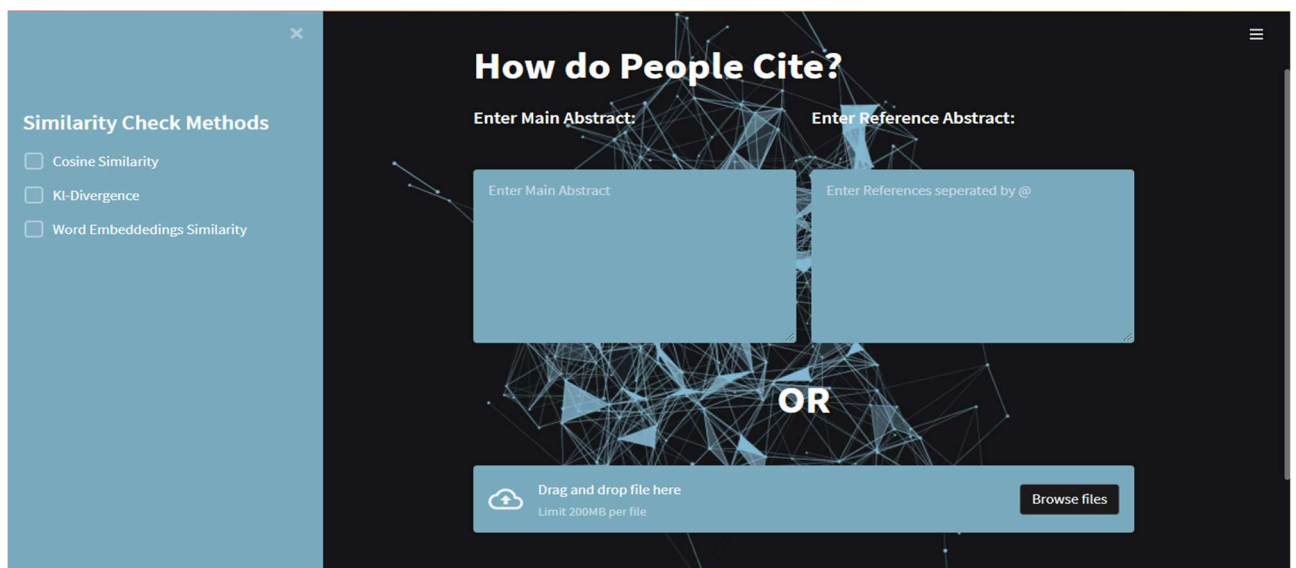 Similarity Check Methods
Cosine Similarity
Kl-Divergence
Word Embeddedings Similarity
How do People Cite?
Enter Main Abstract:
Enter Reference Abstract:
Enter Main Abstract
Enter References seperated by @
OR
Drag and drop file here
Limit 200MB per file
Browse files